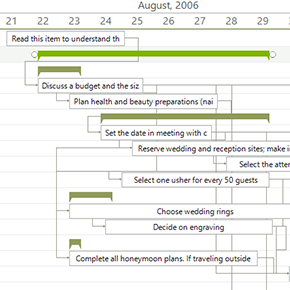 August, 2006
21 22 23 24 25 26 27 28 29 30
Read this item to understand th
Discuss a budget and the siz
Plan health and beauty preparations (nai
Set the date in meeting with c
Reserve wedding and reception sites; make in
Select the atter
Select one usher for every 50 guests
Choose wedding rings
Decide on engraving
Complete all honeymoon plans. If traveling outside